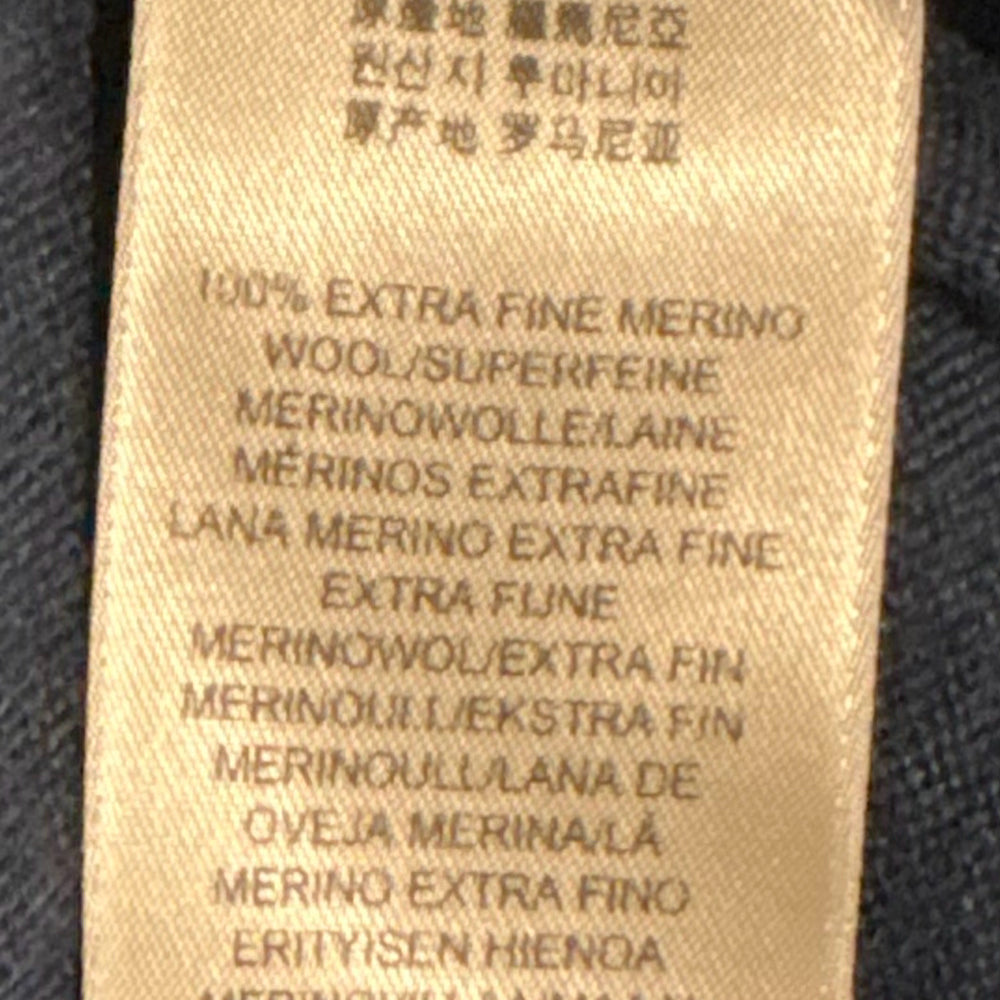 原產地 羅馬尼亞
원산지 루마니아
原产地 罗马尼亚
100% EXTRA FINE MERINO
WOOL/SUPERFEINE
MERINOWOLLE/LAINE
MÉRINOS EXTRAFINE
LANA MERINO EXTRA FINE
EXTRA FIJNE
MERINOWOL/EXTRA FIN
MERINOULL/EKSTRA FIN
MERINOULL/LANA DE
OVEJA MERINA/LÃ
MERINO EXTRA FINO
ERITYISEN HIENOA